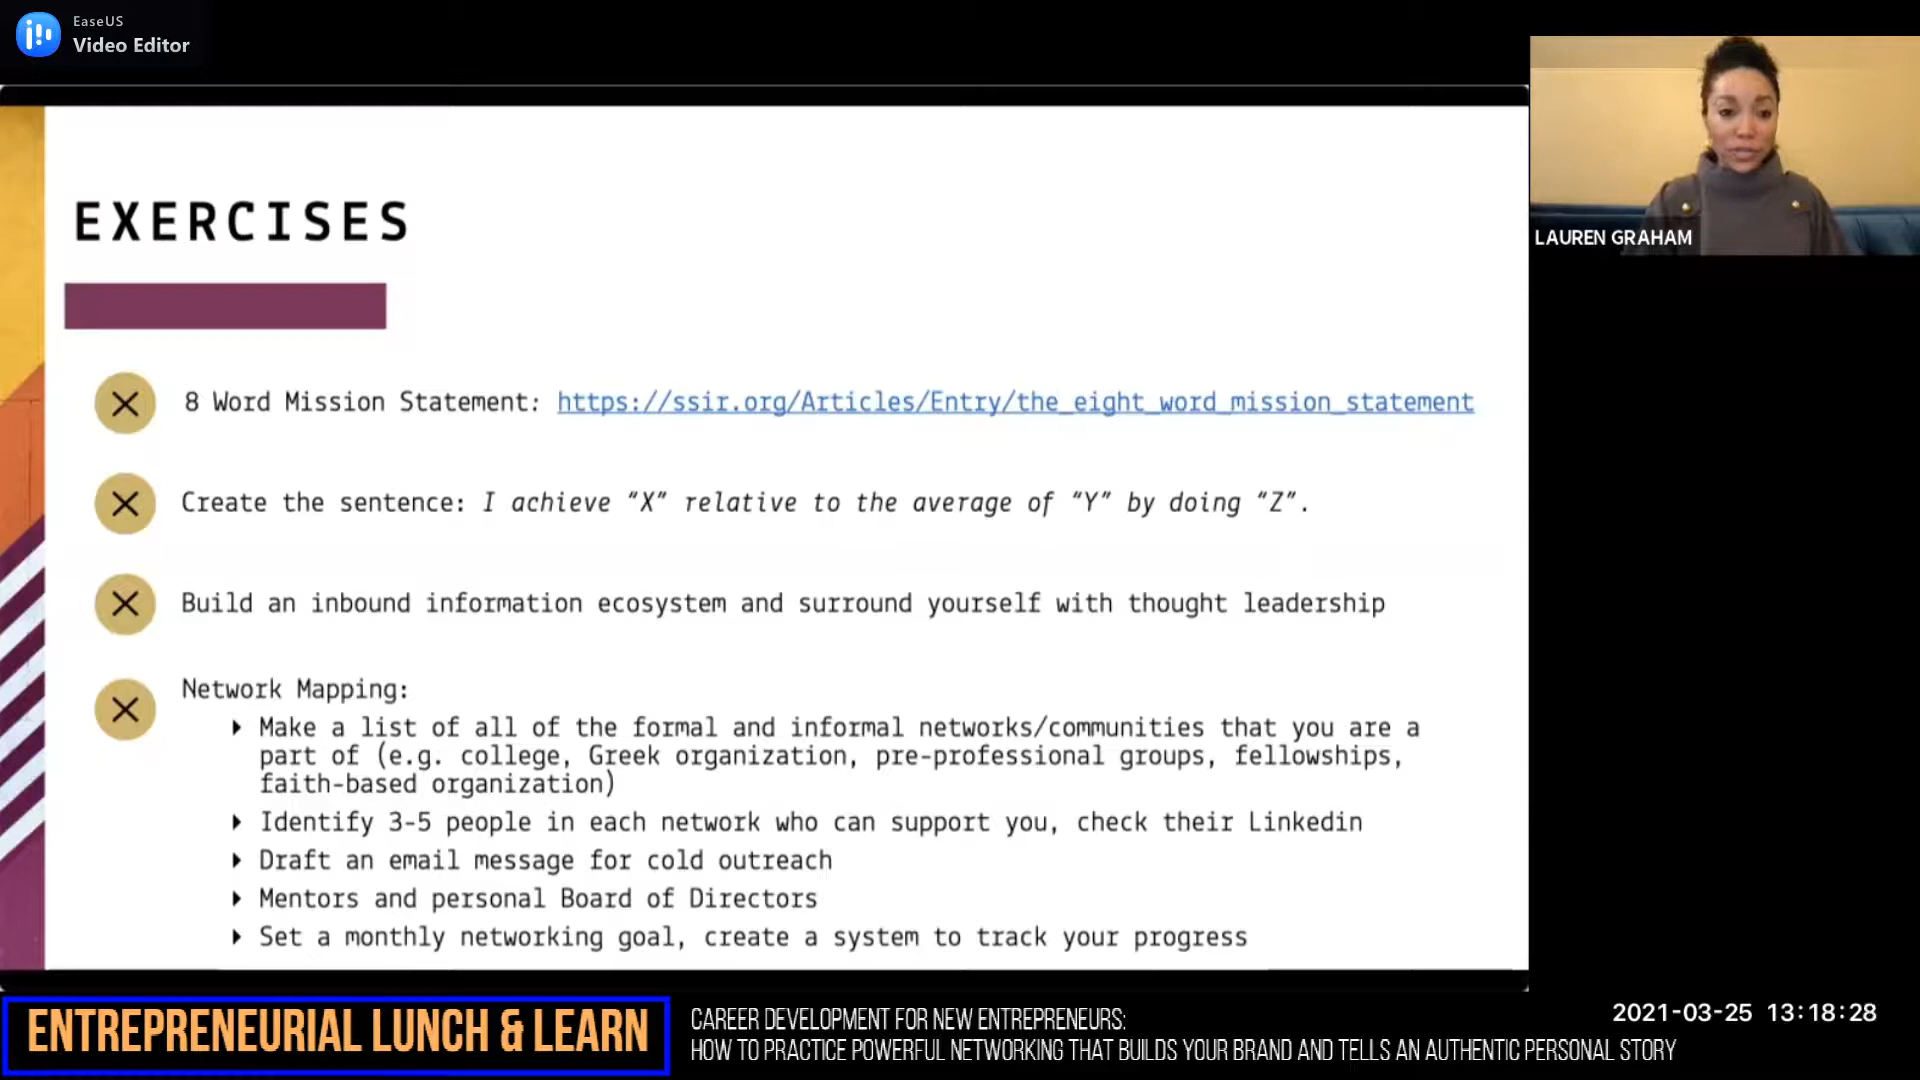 EaseUS
Video Editor
EXERCISES
8 Word Mission Statement: https://ssir.org/Articles/Entry/the_eight_word_mission_statement
Create the sentence: I achieve “X” relative to the average of “Y” by doing “Z”.
Build an inbound information ecosystem and surround yourself with thought leadership
Network Mapping:
Make a list of all of the formal and informal networks/communities that you are a
part of (e.g. college, Greek organization, pre-professional groups, fellowships,
faith-based organization)
Identify 3-5 people in each network who can support you, check their Linkedin
Draft an email message for cold outreach
Mentors and personal Board of Directors
Set a monthly networking goal, create a system to track your progress
LAUREN GRAHAM
ENTREPRENEURIAL LUNCH & LEARN
CAREER DEVELOPMENT FOR NEW ENTREPRENEURS:
HOW TO PRACTICE POWERFUL NETWORKING THAT BUILDS YOUR BRAND AND TELLS AN AUTHENTIC PERSONAL STORY
2021-03-25 13:18:28